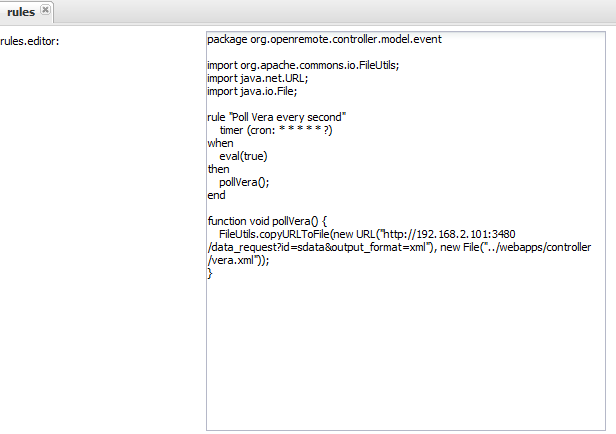 rules
rules.editor:
package org.openremote.controller.model.event
import org.apache.commons.io.FileUtils;
import java.net.URL;
import java.io.File;
rule "Poll Vera every second"
timer (cron: * * * * * ?)
when
eval(true)
then
pollVera();
end
function void pollVera() {
FileUtils.copyURLToFile(new URL("http://192.168.2.101:3480
/data_request?id=sdata&output_format=xml"), new File("../webapps/controller
/vera.xml"));
}